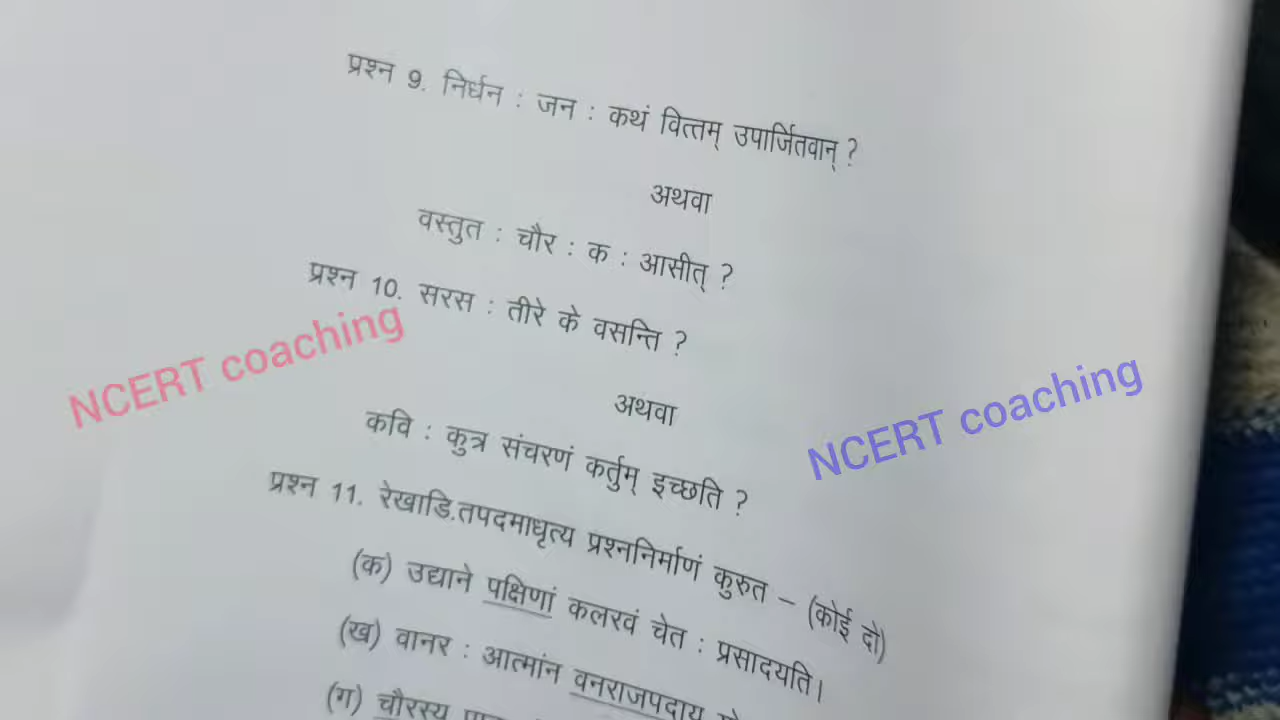 प्रश्न 9. निर्धन : जन : कथं वित्तम् उपार्जितवान् ?
अथवा
वस्तुत : चौर : क : आसीत् ?
प्रश्न 10. सरस : तीरे के वसन्ति ?
NCERT coaching
अथवा
कवि : कुत्र संचरणं कर्तुम् इच्छति ?
NCERT coaching
प्रश्न 11. रेखाडि.तपदमाधृत्य प्रश्ननिर्माणं कुरुत – (कोई दो)
(क) उद्याने पक्षिणां कलरवं चेत : प्रसादयति।
(ख) वानर : आत्मांन वनराजपदाय
(ग) चौरस्य